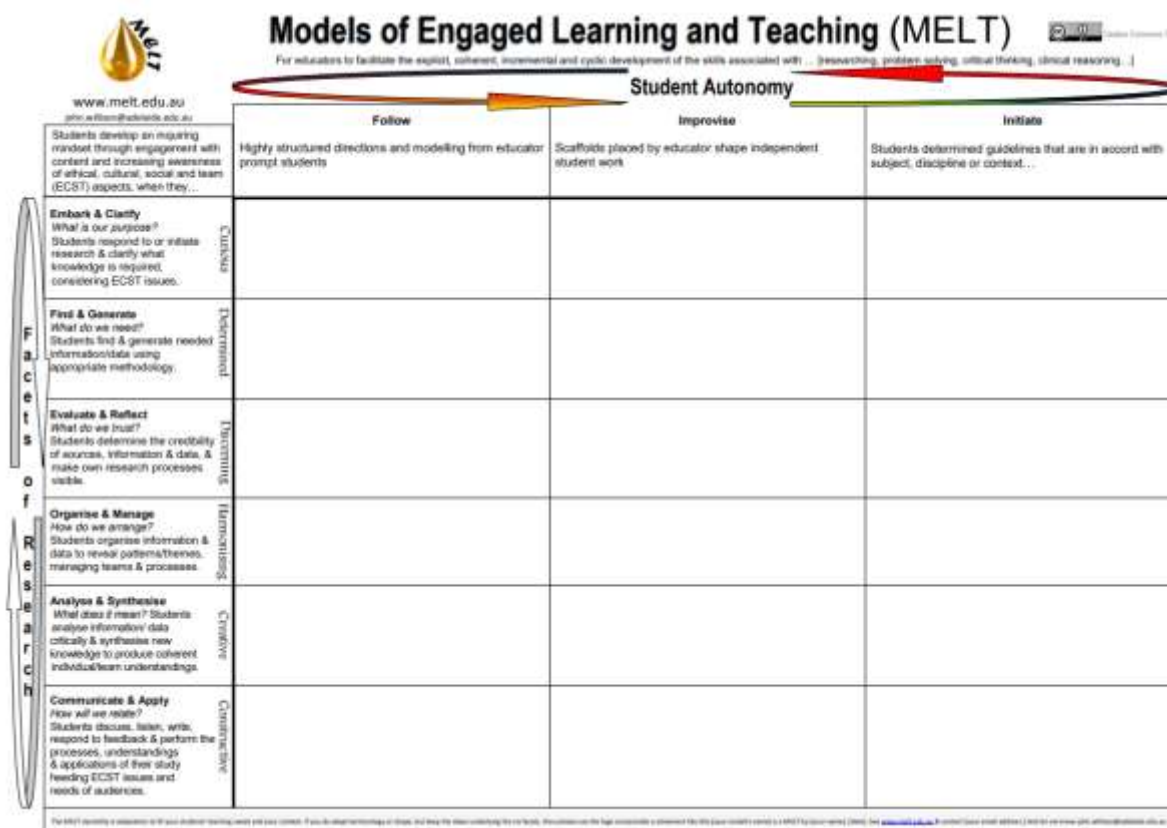 Melt
Models of Engaged Learning and Teaching (MELT)
For educators to facilitate the explicit, coherent, incremental and cyclic development of the skills associated with … [researching, problem solving, critical thinking, clinical reasoning…]
Student Autonomy
www.melt.edu.au
john.willison@adelaide.edu.au
Students develop an inquiring
mindset through engagement with
content and increasing awareness
of ethical, cultural, social and team
(ECST) aspects, when they…
Follow
Highly structured directions and modelling from educator
prompt students
Improvise
Scaffolds placed by educator shape independent
student work
Initiate
Students determined guidelines that are in accord with
subject, discipline or context…
Facets of Research
Embark & Clarify
What is our purpose?
Students respond to or initiate
research & clarify what
knowledge is required,
considering ECST issues.
Curious
Find & Generate
What do we need?
Students find & generate needed
information/data using
appropriate methodology.
Determined
Evaluate & Reflect
What do we trust?
Students determine the credibility
of sources, information & data, &
make own research processes
visible.
Discerning
Organise & Manage
How do we arrange?
Students organise information &
data to reveal patterns/themes,
managing teams & processes
Harmonising
Analyse & Synthesise
What does it mean? Students
analyse information/ data
critically & synthesise new
knowledge to produce coherent
individual/team understandings.
Creative
Communicate & Apply
How will we relate?
Students discuss, listen, write,
respond to feedback & perform the
processes, understandings
& applications of their study
heeding ECST issues and
needs of audiences.
Constructive